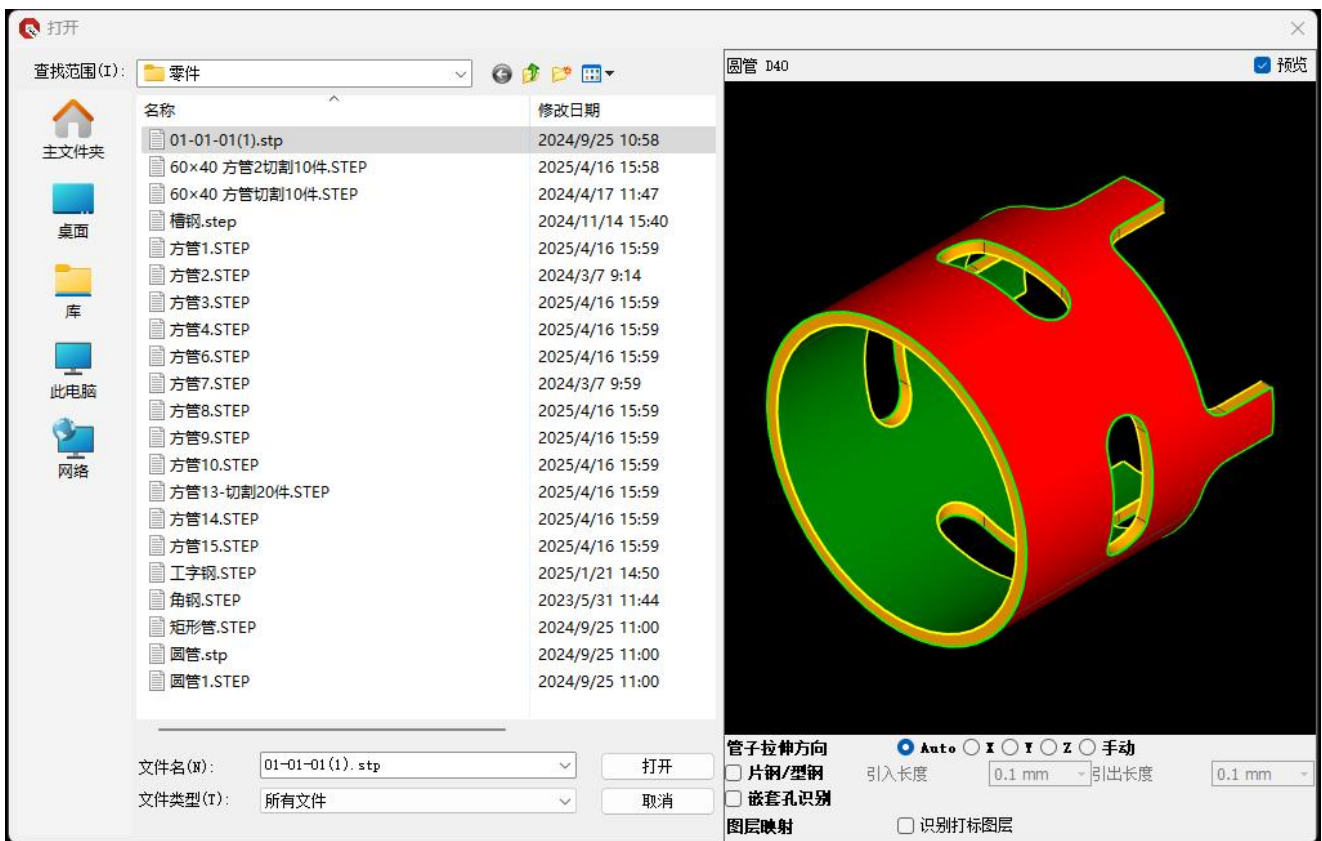 打开
查找范围(I):
零件
圆管 D40
预览
名称
修改日期
主文件夹
桌面
库
此电脑
网络
01-01-01(1).stp 2024/9/25 10:58
60×40 方管2切割10件.STEP 2025/4/16 15:58
60×40 方管切割10件.STEP 2024/4/17 11:47
槽钢.step 2024/11/14 15:40
方管1.STEP 2025/4/16 15:59
方管2.STEP 2024/3/7 9:14
方管3.STEP 2025/4/16 15:59
方管4.STEP 2025/4/16 15:59
方管6.STEP 2025/4/16 15:59
方管7.STEP 2024/3/7 9:59
方管8.STEP 2025/4/16 15:59
方管9.STEP 2025/4/16 15:59
方管10.STEP 2025/4/16 15:59
方管13-切割20件.STEP 2025/4/16 15:59
方管14.STEP 2025/4/16 15:59
方管15.STEP 2025/4/16 15:59
工字钢.STEP 2025/1/21 14:50
角钢.STEP 2023/5/31 11:44
矩形管.STEP 2024/9/25 11:00
圆管.stp 2024/9/25 11:00
圆管1.STEP 2024/9/25 11:00
文件名(N): 01-01-01(1).stp 打开
文件类型(T): 所有文件 取消
管子拉伸方向 Auto X Y Z 手动
片钢/型钢 引入长度 0.1 mm 引出长度 0.1 mm
嵌套孔识别
图层映射 识别打标图层